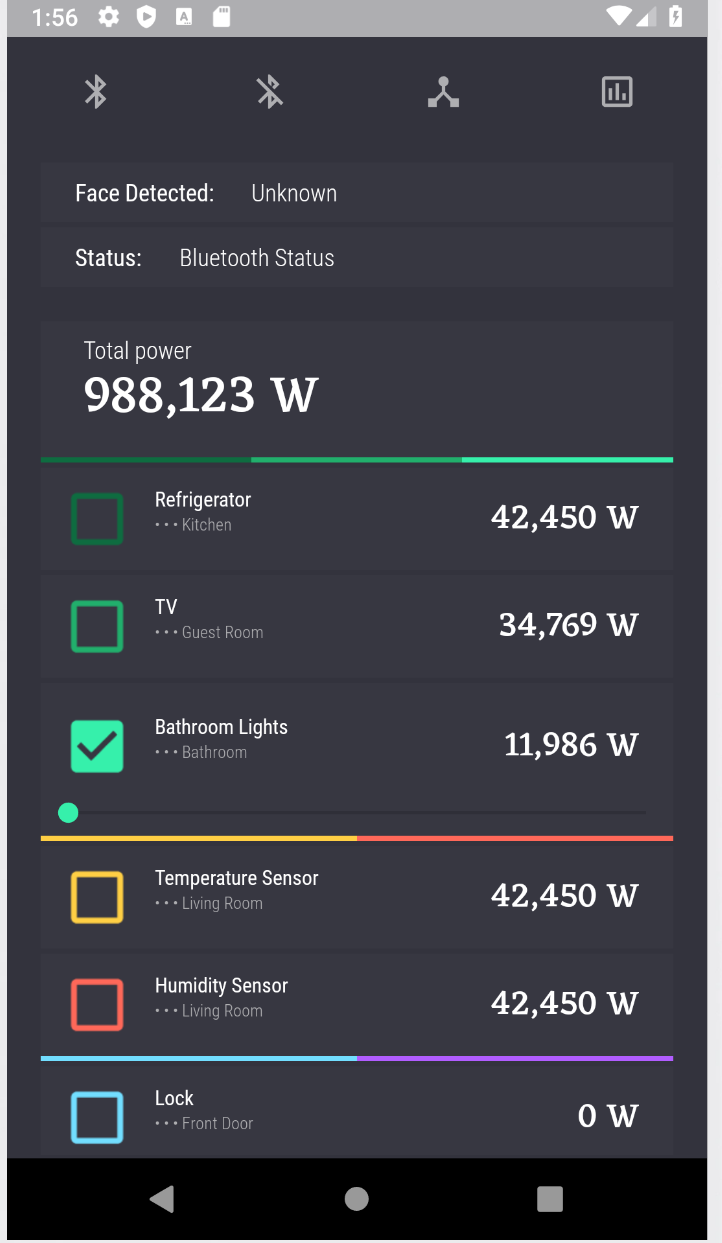 1:56
A
Face Detected: Unknown
Status: Bluetooth Status
Total power
988,123 W
Refrigerator
• • • Kitchen
42,450 W
TV
• • • Guest Room
34,769 W
Bathroom Lights
• • • Bathroom
11,986 W
Temperature Sensor
• • • Living Room
42,450 W
Humidity Sensor
• • • Living Room
42,450 W
Lock
• • • Front Door
0 W